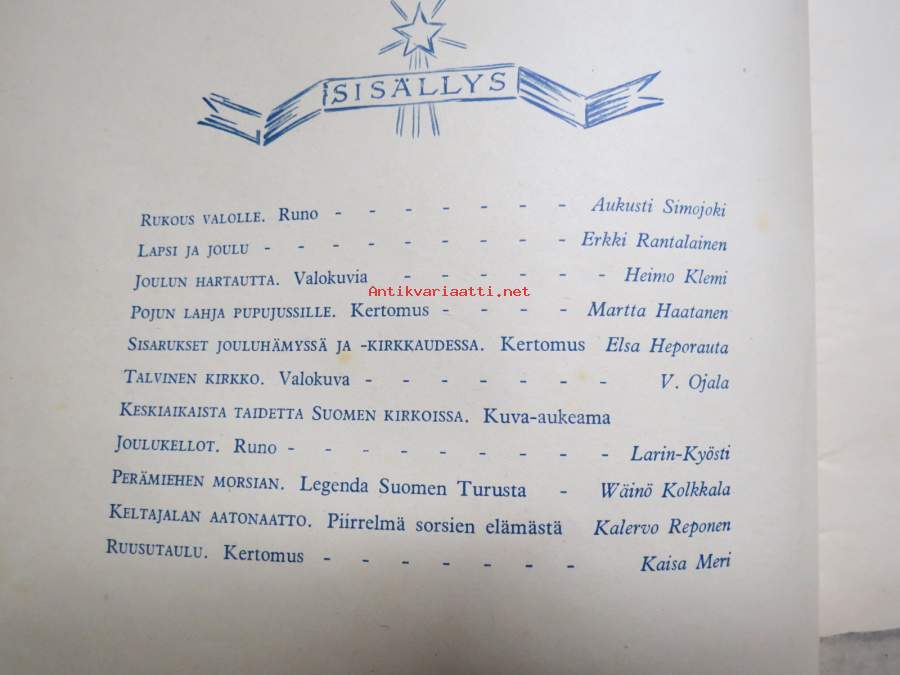 SISÄLLYS
RUKOUS VALOLLE. Runo - - - - - - - Aukusti Simojoki
LAPSI JA JOULU - - - - - - - - - Erkki Rantalainen
JOULUN HARTAUTTA. Valokuvia - - - - - - Heimo Klemi
Antikvariaatti.net
POJUN LAHJA PUPUJUSSILLE. Kertomus - - - - Martta Haatanen
SISARUKSET JOULUHÄMYSSÄ JA -KIRKKAUDESSA. Kertomus Elsa Heporauta
TALVINEN KIRKKO. Valokuva - - - - - - - V. Ojala
KESKIAIKAISTA TAIDETTA SUOMEN KIRKOISSA. Kuva-aukeama
JOULUKELLOT. Runo - - - - - - - - - Larin-Kyösti
PERÄMIEHEN MORSIAN. Legenda Suomen Turusta - Wäinö Kolkkala
KELTAJALAN AATONAATTO. Piirrelmä sorsien elämästä Kalervo Reponen
RUUSUTAULU. Kertomus - - - - - - - Kaisa Meri